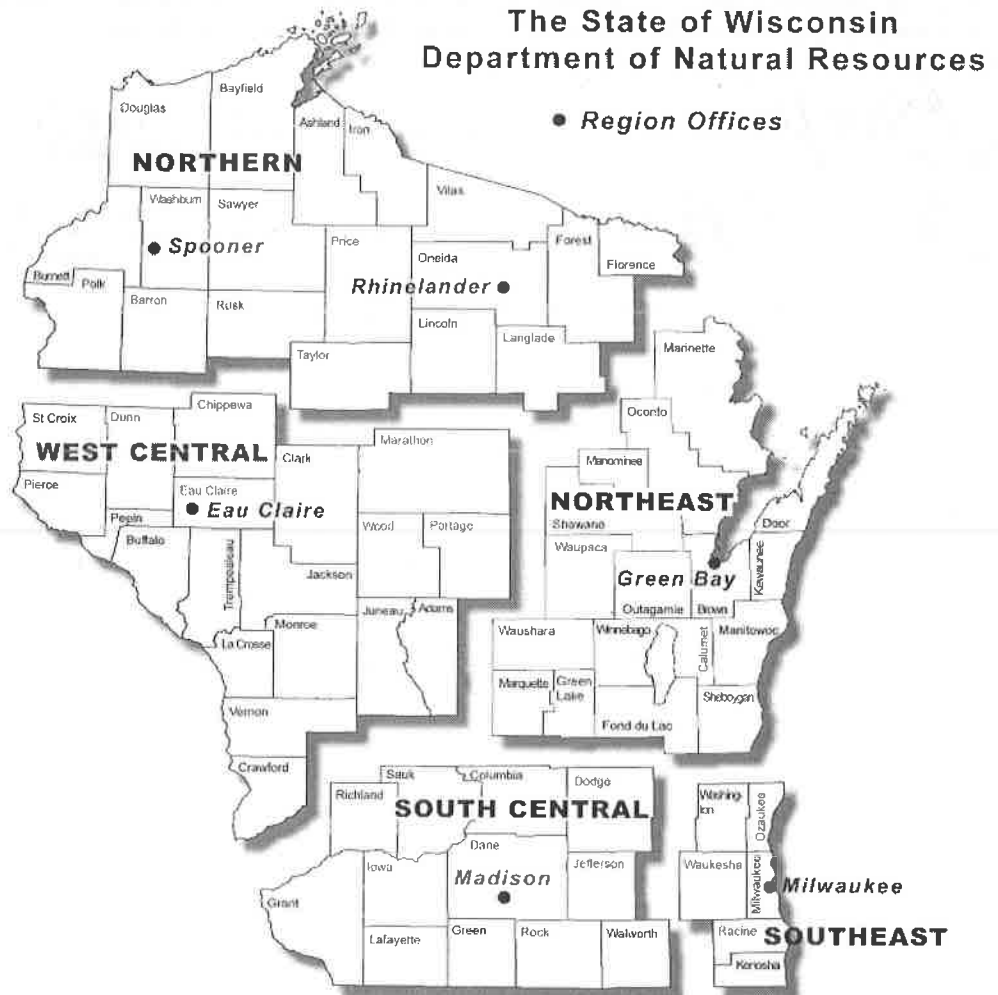 The State of Wisconsin
Department of Natural Resources
● Region Offices
Douglas
Bayfield
Ashland
Iron
NORTHERN
Vilas
Washburn
Sawyer
Spooner
Price
Forest
Florence
Oneida
Rhinelander
Burnett
Polk
Barron
Rusk
Lincoln
Langlade
Taylor
Marinette
Chippewa
St Croix
Dunn
WEST CENTRAL
Clark
Marathon
Pierce
Eau Claire
Eau Claire
Pepin
Buffalo
Wood
Portage
Trempealeau
Jackson
Juneau
Adams
Monroe
La Crosse
Vernon
Crawford
Oconto
Manominee
NORTHEAST
Shawano
Door
Waupaca
Green Bay
Kewaunee
Outagamie
Brown
Waushara
Winnebago
Calumet
Manitowoc
Marquette
Green
Lake
Sheboygan
Fond du Lac
Sauk
Columbia
Dodge
Richland
SOUTH CENTRAL
Dane
Iowa
Jefferson
Madison
Grant
Lafayette
Green
Rock
Walworth
Washing-
ton
Ozaukee
Waukesha
Milwaukee
Milwaukee
Racine
SOUTHEAST
Kenosha